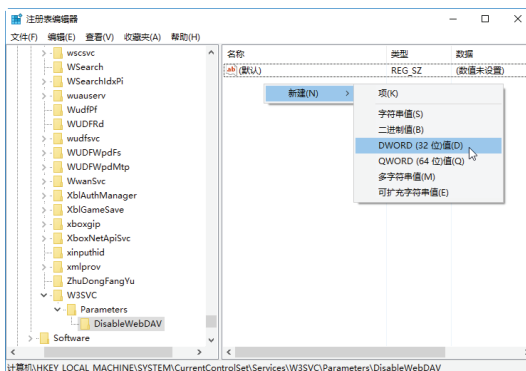 注册表编辑器
文件(F) 编辑(E) 查看(V) 收藏夹(A) 帮助(H)
wscsvc
WSearch
WSearchIdxPi
wuauserv
WudfPf
WUDFRd
wudfsvc
WUDFWpdFs
WUDFWpdMtp
WwanSvc
XblAuthManager
XblGameSave
xboxgip
XboxNetApiSvc
xinputhid
xmlprov
ZhuDongFangYu
W3SVC
Parameters
DisableWebDAV
Software
名称 类型 数据
ab (默认) REG_SZ (数值未设置)
新建(N)
项(K)
字符串值(S)
二进制值(B)
DWORD (32 位)值(D)
QWORD (64 位)值(Q)
多字符串值(M)
可扩充字符串值(E)
计算机\HKEY_LOCAL_MACHINE\SYSTEM\CurrentControlSet\Services\W3SVC\Parameters\DisableWebDAV